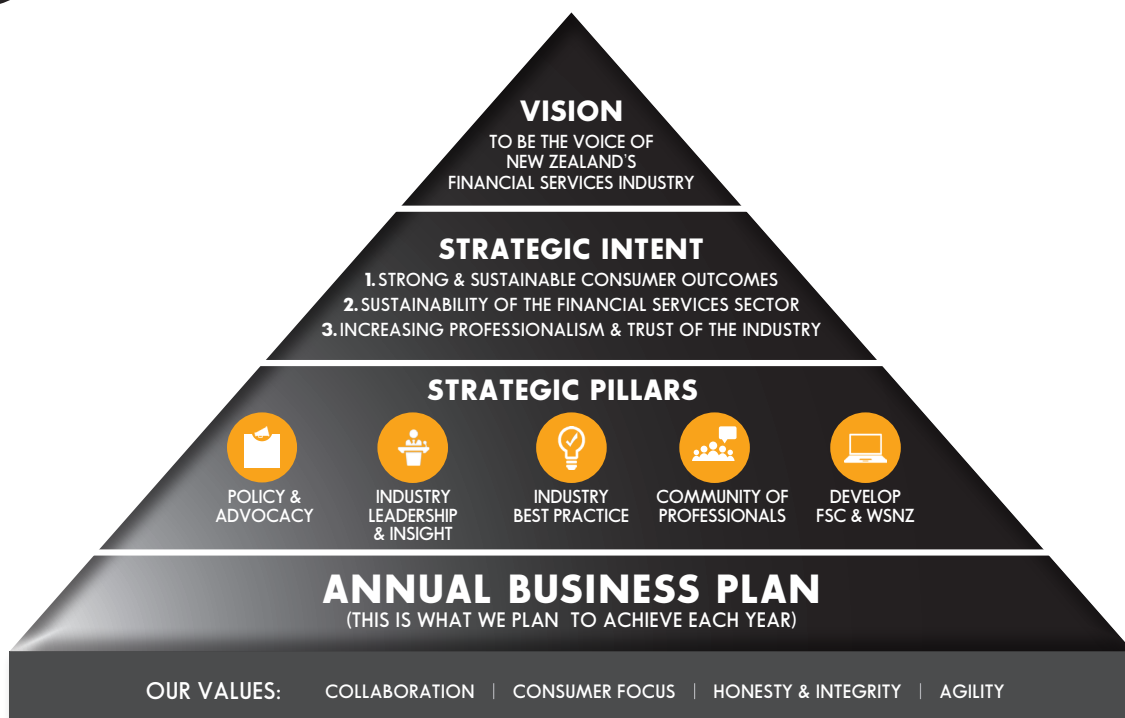 VISION
TO BE THE VOICE OF
NEW ZEALAND'S
FINANCIAL SERVICES INDUSTRY
STRATEGIC INTENT
1. STRONG & SUSTAINABLE CONSUMER OUTCOMES
2. SUSTAINABILITY OF THE FINANCIAL SERVICES SECTOR
3. INCREASING PROFESSIONALISM & TRUST OF THE INDUSTRY
STRATEGIC PILLARS
POLICY &
ADVOCACY
INDUSTRY
LEADERSHIP
& INSIGHT
INDUSTRY
BEST PRACTICE
COMMUNITY OF
PROFESSIONALS
DEVELOP
FSC & WSNZ
ANNUAL BUSINESS PLAN
(THIS IS WHAT WE PLAN TO ACHIEVE EACH YEAR)
OUR VALUES: COLLABORATION | CONSUMER FOCUS | HONESTY & INTEGRITY | AGILITY